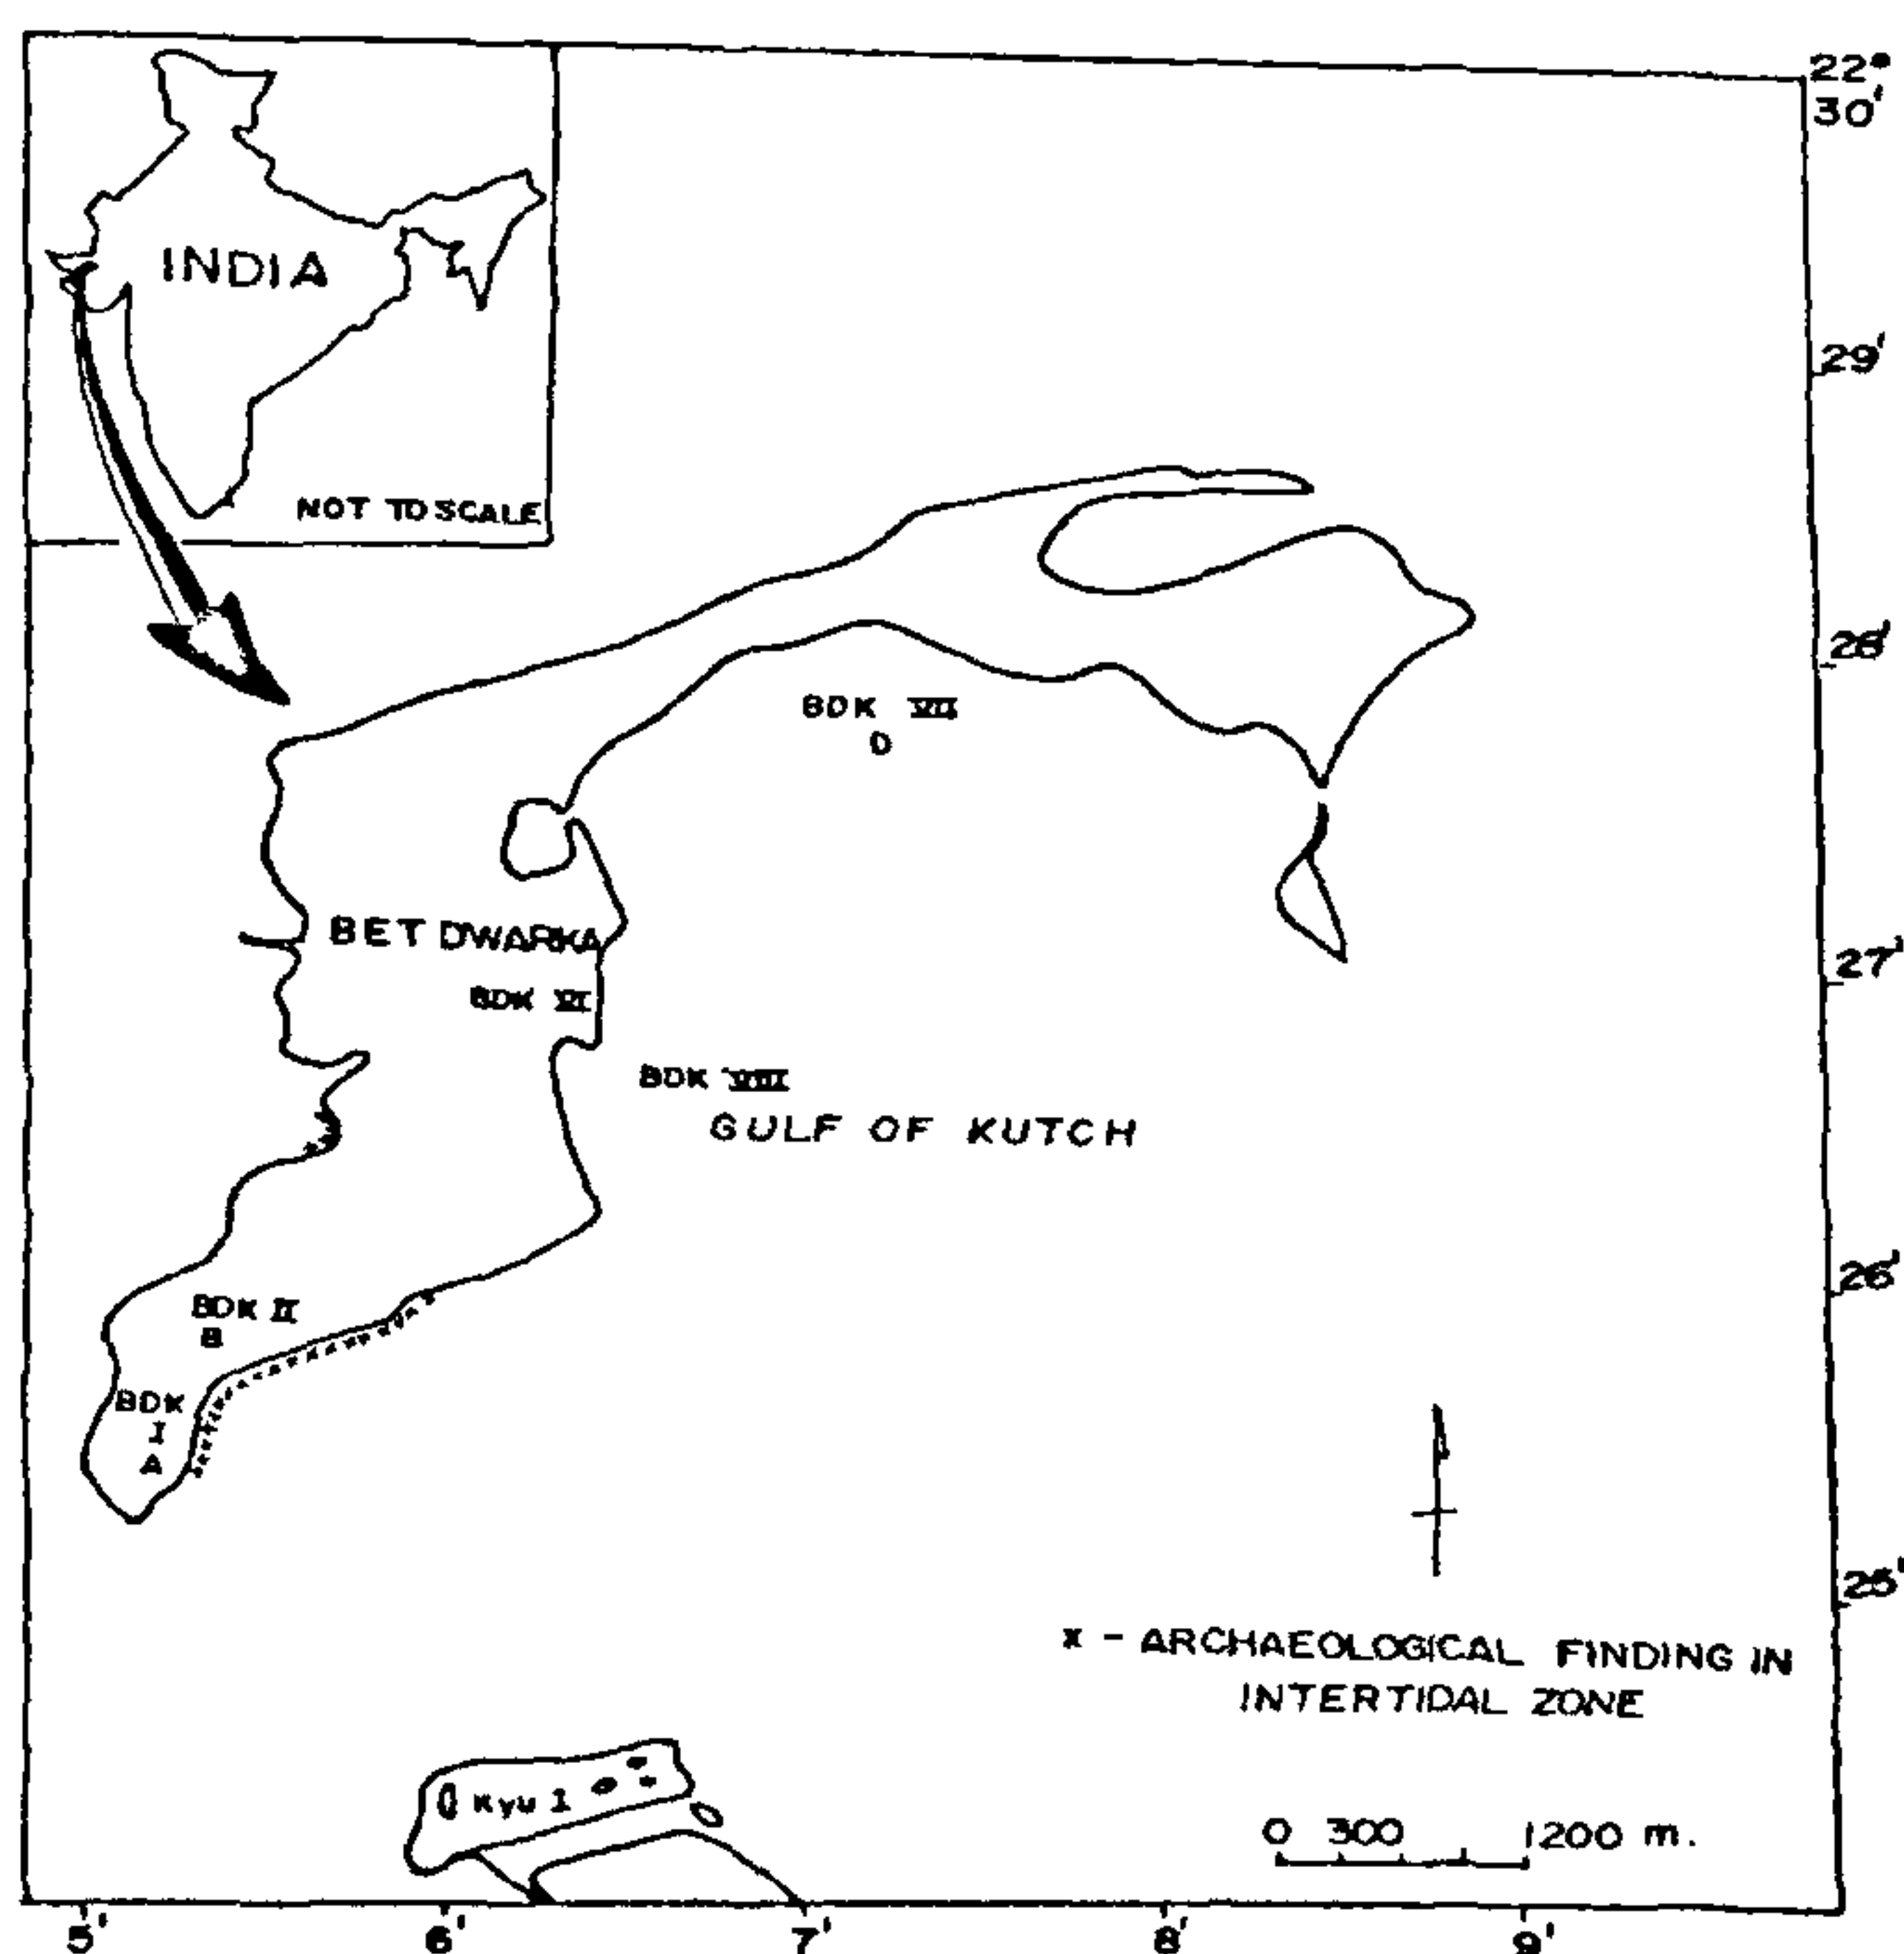 22°
30'
INDIA
29'
NOT TO SCALE
28'
BDK VII
D
BET DWARKA
27'
BDK VI
BDK VIII
GULF OF KUTCH
26'
BDK II
B
BDK
I
A
25'
x - ARCHAEOLOGICAL FINDING IN
INTERTIDAL ZONE
Kyu 1
0 300 1200 m.
5' 6' 7' 8' 9'